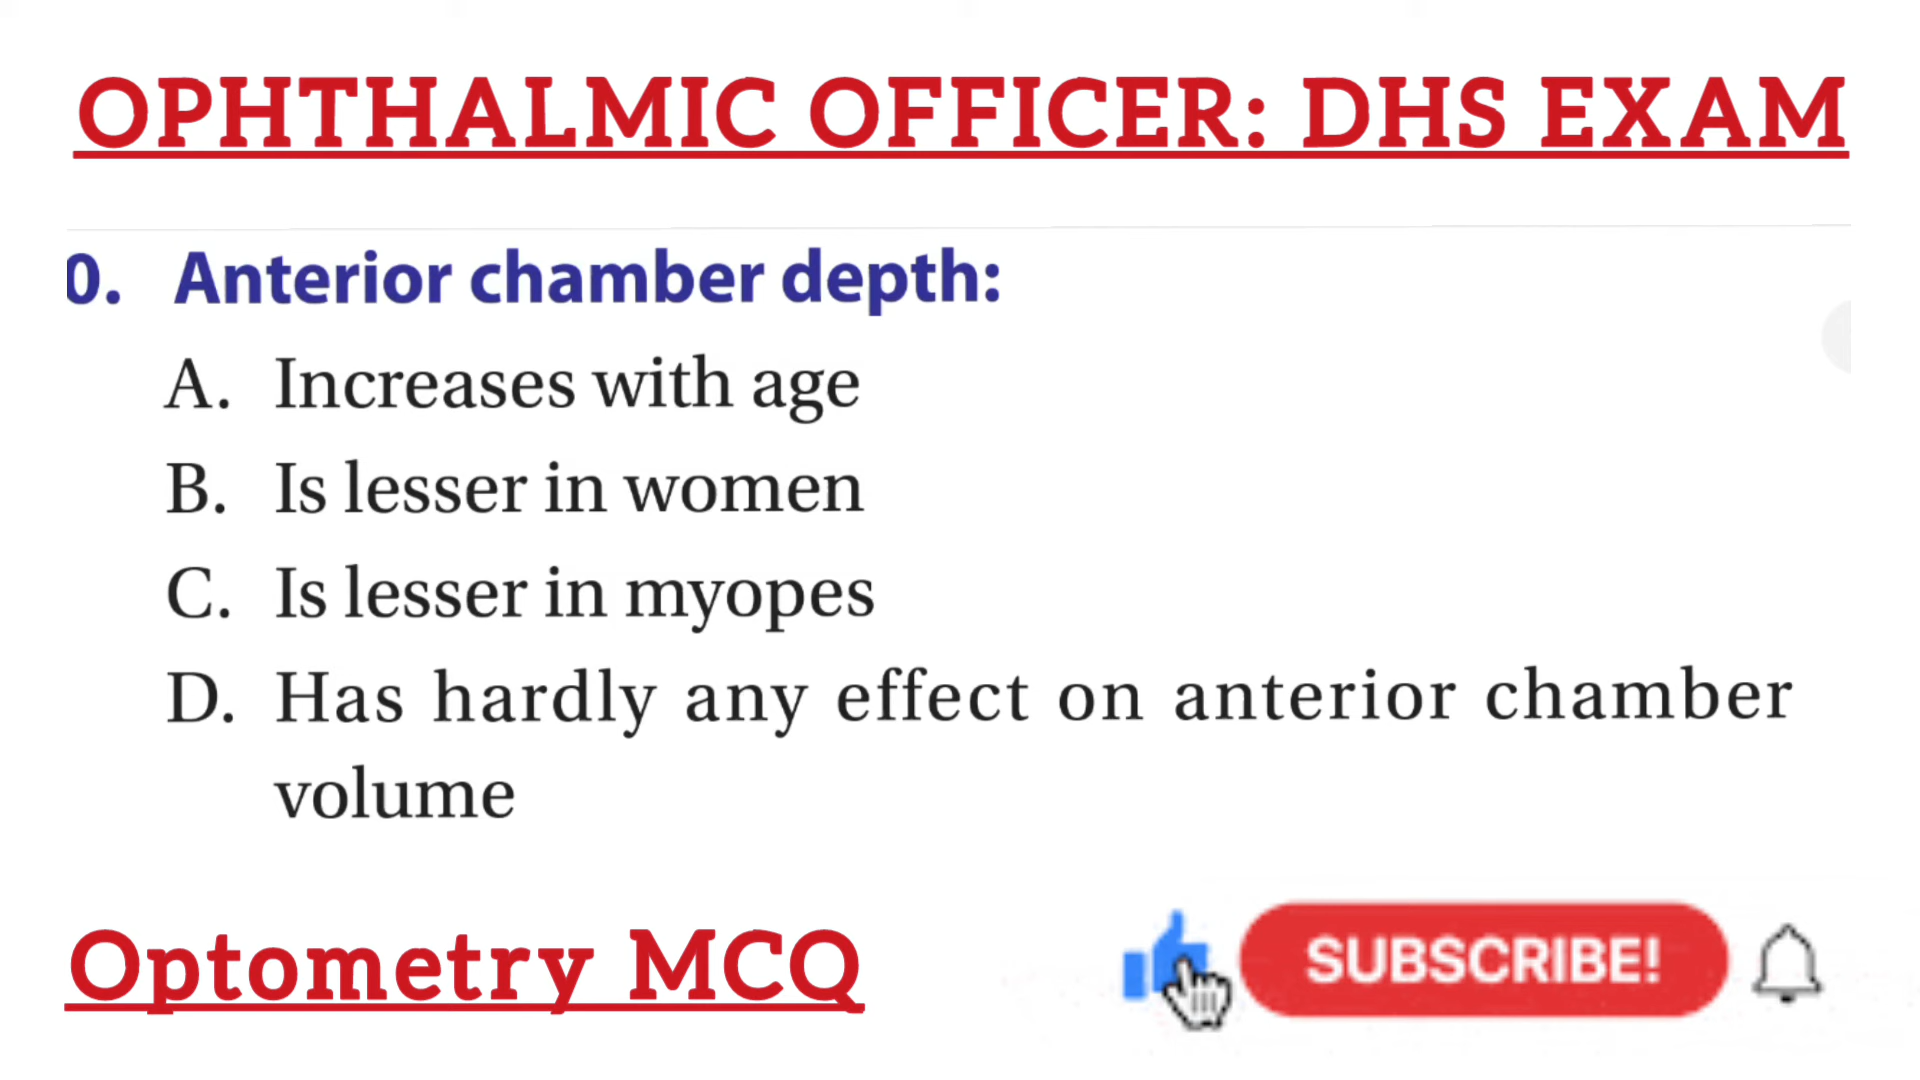 OPHTHALMIC OFFICER: DHS EXAM
0. Anterior chamber depth:
A. Increases with age
B. Is lesser in women
C. Is lesser in myopes
D. Has hardly any effect on anterior chamber
volume
Optometry MCQ
SUBSCRIBE!